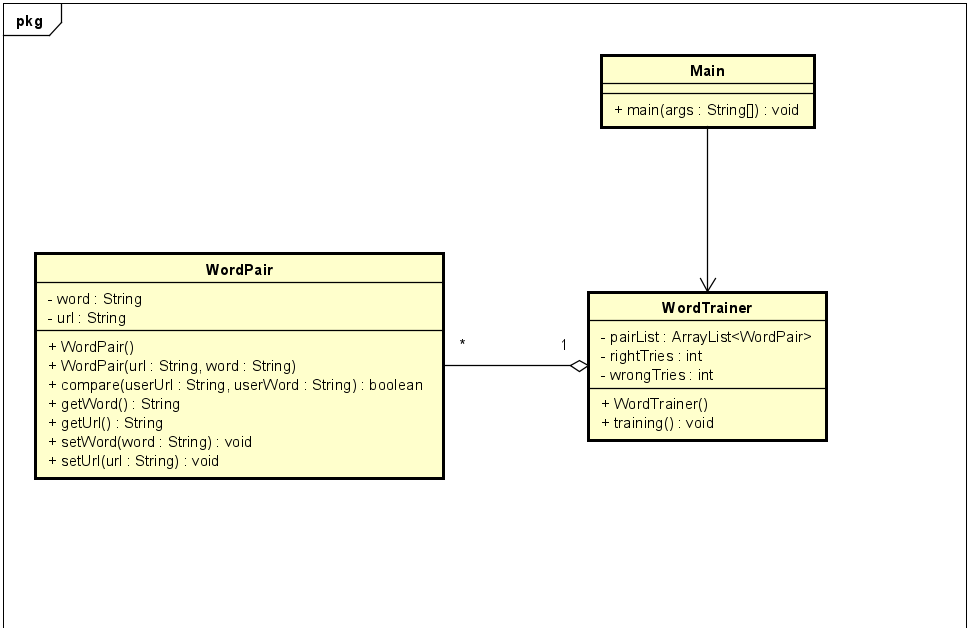 pkg
Main
+ main(args : String[]) : void
WordPair
- word : String
- url : String
+ WordPair()
+ WordPair(url : String, word : String)
+ compare(userUrl : String, userWord : String) : boolean
+ getWord() : String
+ getUrl() : String
+ setWord(word : String) : void
+ setUrl(url : String) : void
*
1
WordTrainer
- pairList : ArrayList<WordPair>
- rightTries : int
- wrongTries : int
+ WordTrainer()
+ training() : void